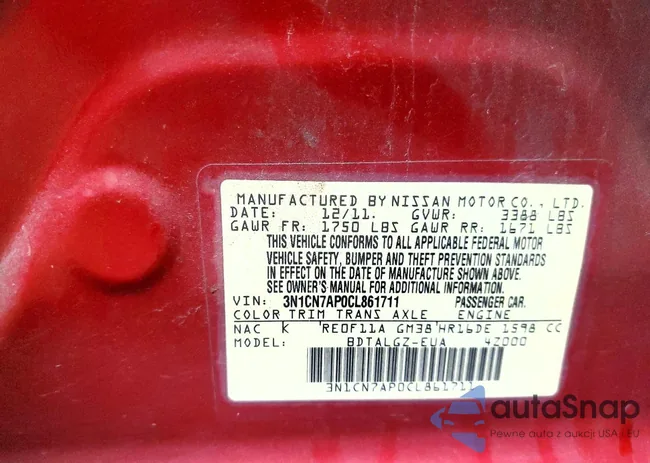 MANUFACTURED BY NISSAN MOTOR CO., LTD.
DATE: 12/11. GVWR: 3388 LBS
GAWR FR: 1750 LBS GAWR RR: 1671 LBS
THIS VEHICLE CONFORMS TO ALL APPLICABLE FEDERAL MOTOR
VEHICLE SAFETY, BUMPER AND THEFT PREVENTION STANDARDS
IN EFFECT ON THE DATE OF MANUFACTURE SHOWN ABOVE.
SEE OWNER'S MANUAL FOR ADDITIONAL INFORMATION.
VIN: 3N1CN7AP0CL861711 PASSENGER CAR.
COLOR TRIM TRANS AXLE ENGINE
NAC K RE0F11A GM38 HR16DE 1598 CC
MODEL: BDTALGZ-EUA 4Z000
3N1CN7AP0CL861711
autaSnap
Pewne auta z aukcji USA i EU